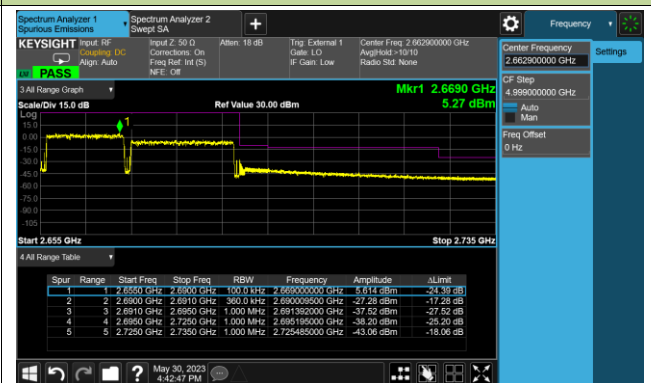 Spectrum Analyzer 1
Spurious Emissions
Spectrum Analyzer 2
Swept SA
+
Frequency
KEYSIGHT
Input: RF
Coupling: DC
Align: Auto
Input Z: 50 Ω
Corrections: On
Freq Ref: Int (S)
NFE: Off
Atten: 18 dB
Trig: External 1
Gate: LO
IF Gain: Low
Center Freq: 2.662900000 GHz
Avg|Hold:>10/10
Radio Std: None
PASS
Center Frequency
2.662900000 GHz
Settings
CF Step
4.999000000 GHz
Auto
Man
Freq Offset
0 Hz
3 All Range Graph
Mkr1 2.6690 GHz
5.27 dBm
Scale/Div 15.0 dB
Ref Value 30.00 dBm
Log
15.0
0.00
-15.0
-30.0
-45.0
-60.0
-75.0
-90.0
-105
1
Start 2.655 GHz
Stop 2.735 GHz
4 All Range Table
Spur Range Start Freq Stop Freq RBW Frequency Amplitude ΔLimit
1 1 2.6550 GHz 2.6900 GHz 100.0 kHz 2.669000000 GHz 5.614 dBm -24.39 dB
2 2 2.6900 GHz 2.6910 GHz 360.0 kHz 2.690009500 GHz -27.28 dBm -17.28 dB
3 3 2.6910 GHz 2.6950 GHz 1.000 MHz 2.691392000 GHz -37.52 dBm -27.52 dB
4 4 2.6950 GHz 2.7250 GHz 1.000 MHz 2.695195000 GHz -38.20 dBm -25.20 dB
5 5 2.7250 GHz 2.7350 GHz 1.000 MHz 2.725485000 GHz -43.06 dBm -18.06 dB
?
May 30, 2023
4:42:47 PM